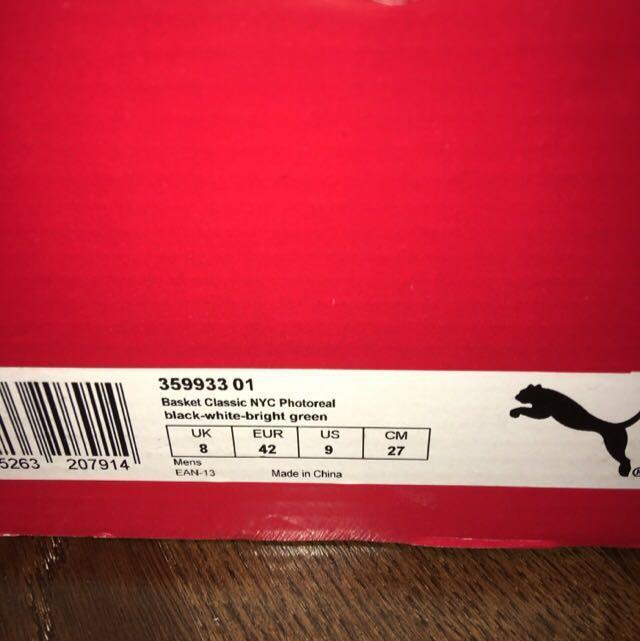 359933 01
Basket Classic NYC Photoreal
black-white-bright green
UK EUR US CM
8 42 9 27
5263 207914
Mens
EAN-13 Made in China